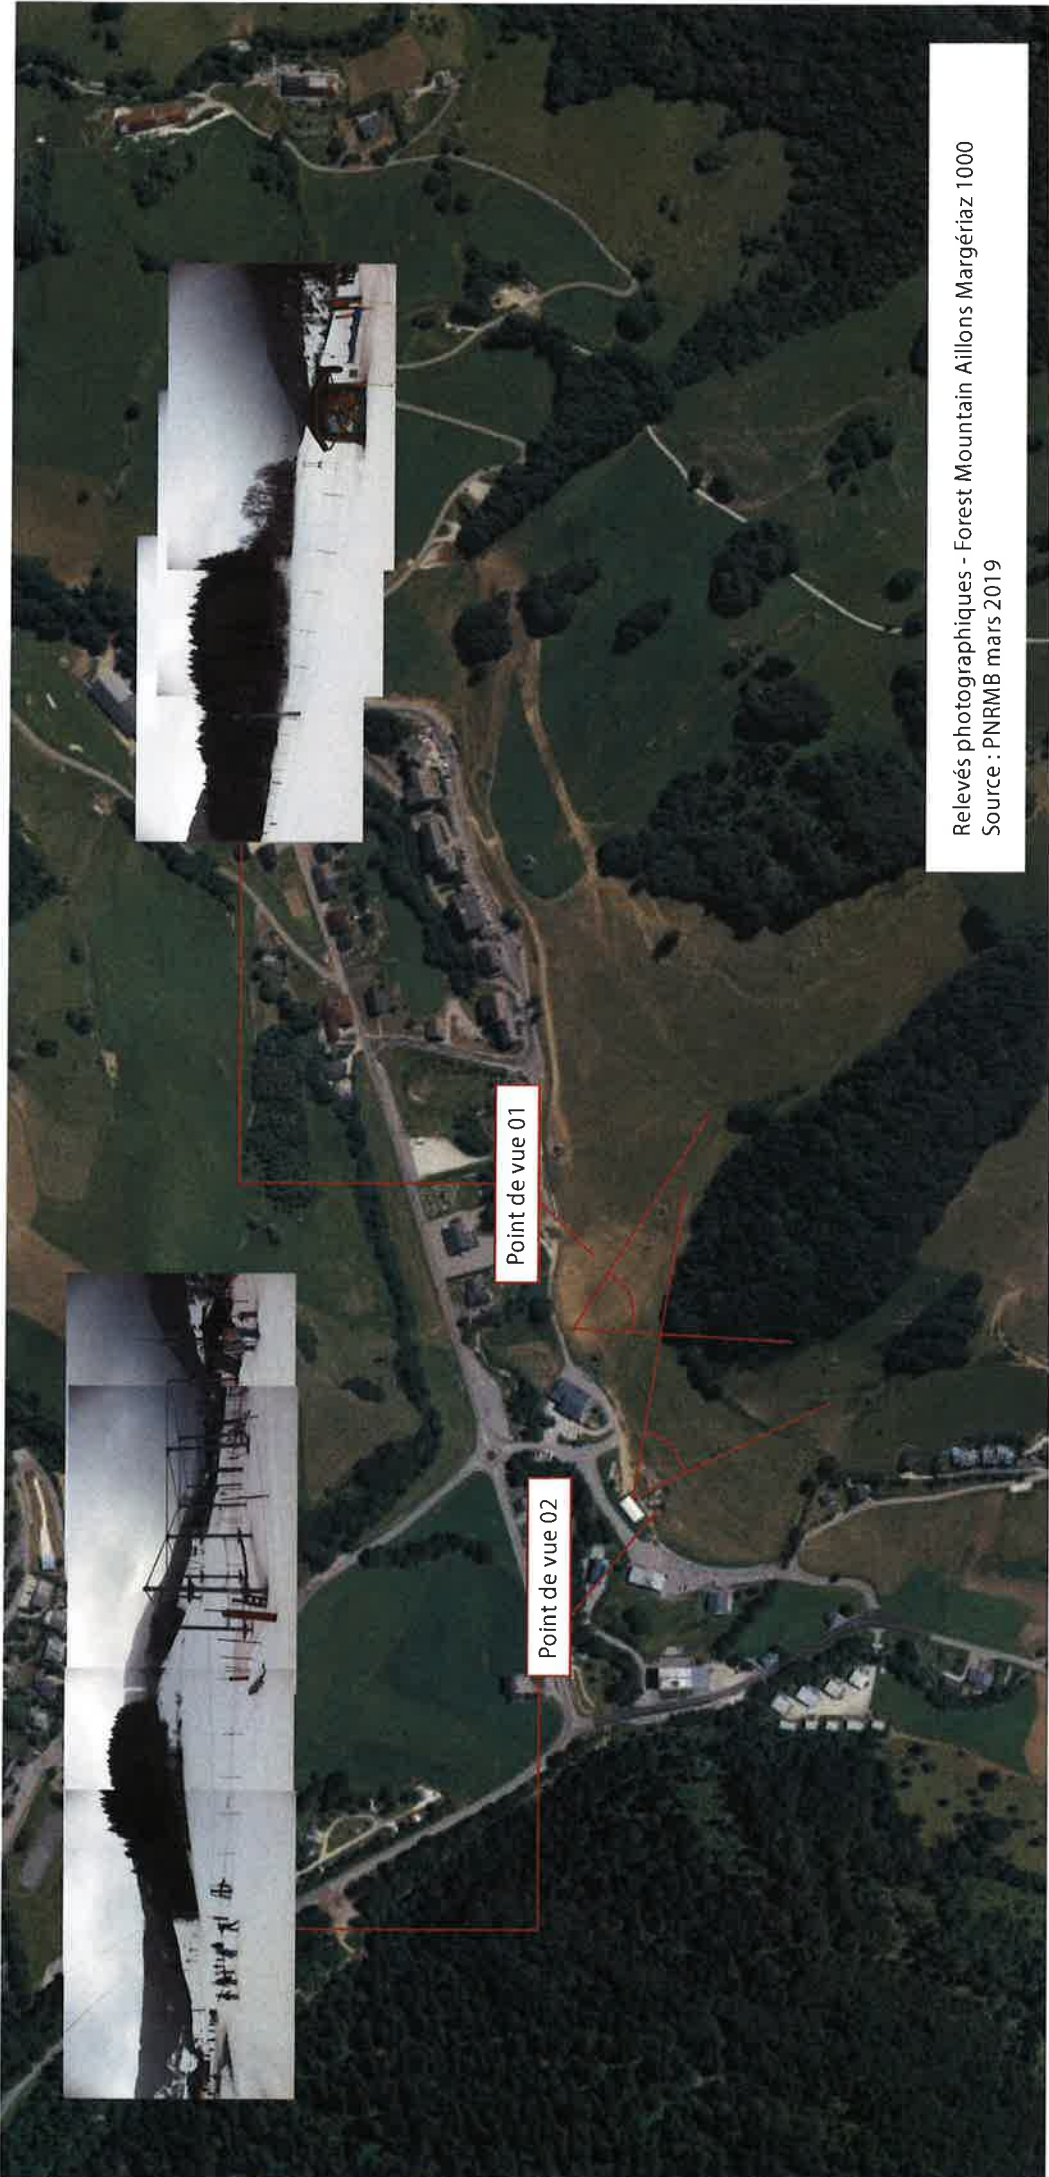 Point de vue 02
Point de vue 01
Relevés photographiques - Forest Mountain Aillons Margériaz 1000
Source : PNRMB mars 2019